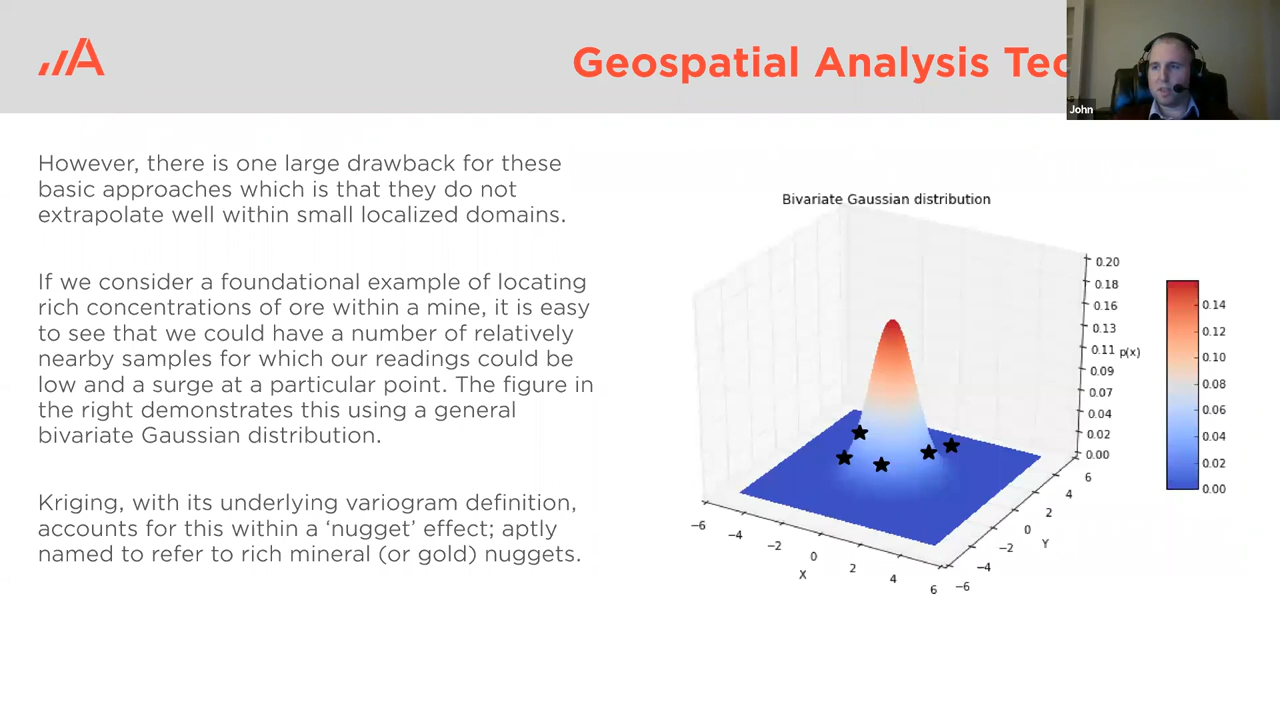 Geospatial Analysis Tec
John
However, there is one large drawback for these
basic approaches which is that they do not
extrapolate well within small localized domains.
If we consider a foundational example of locating
rich concentrations of ore within a mine, it is easy
to see that we could have a number of relatively
nearby samples for which our readings could be
low and a surge at a particular point. The figure in
the right demonstrates this using a general
bivariate Gaussian distribution.
Kriging, with its underlying variogram definition,
accounts for this within a ‘nugget’ effect; aptly
named to refer to rich mineral (or gold) nuggets.
Bivariate Gaussian distribution
0.20
0.18
0.16
0.13
0.11
0.09
0.07
0.04
0.02
0.00
p(x)
−6
−4
−2
0
2
4
6
X
−6
−4
−2
0
2
4
6
Y
0.14
0.12
0.10
0.08
0.06
0.04
0.02
0.00